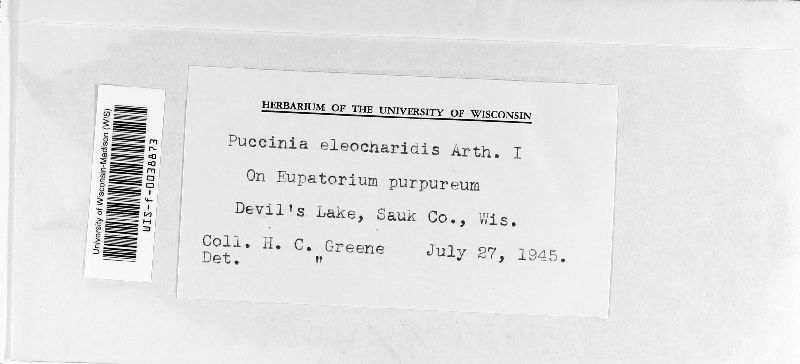 HERBARIUM OF THE UNIVERSITY OF WISCONSIN
Puccinia eleocharidis Arth. I
On Eupatorium purpureum
Devil's Lake, Sauk Co., Wis.
Coll. H. C. Greene July 27, 1945.
Det. "
University of Wisconsin-Madison (WIS)
WIS-f-0038873